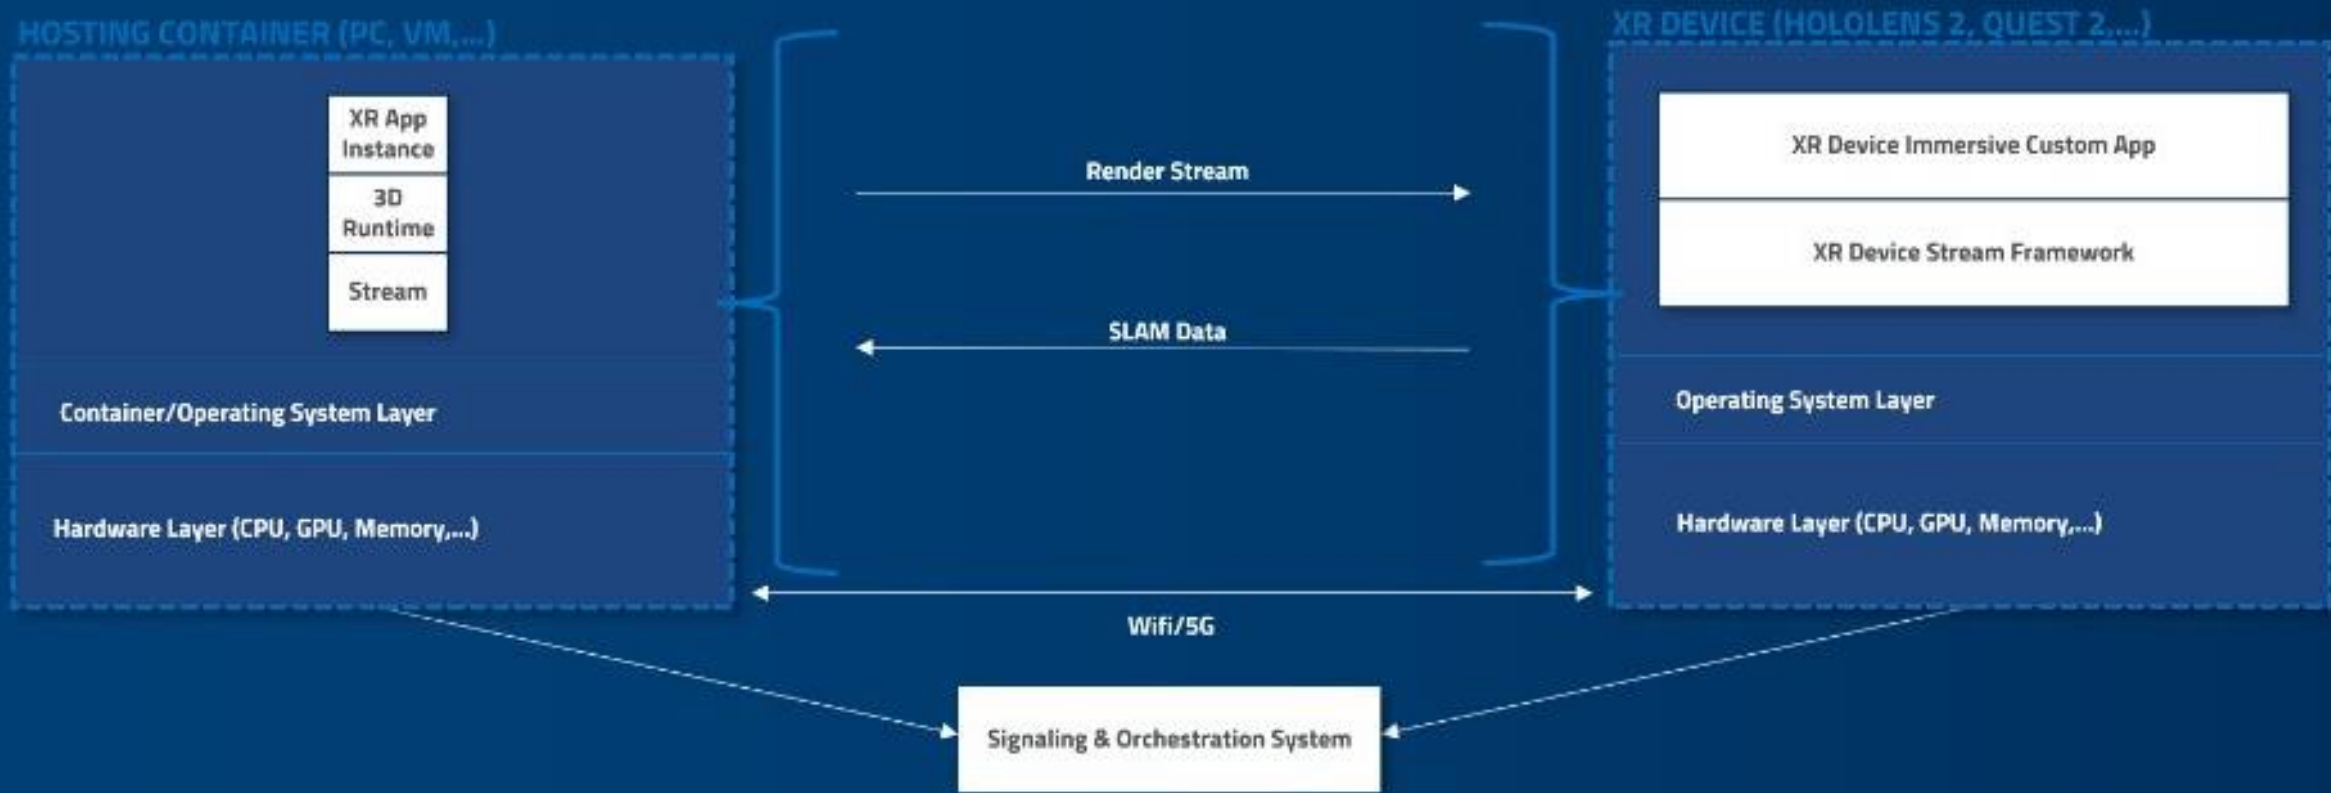 HOSTING CONTAINER (PC, VM,...)
XR App
Instance
3D
Runtime
Stream
Container/Operating System Layer
Hardware Layer (CPU, GPU, Memory,...)
Render Stream
SLAM Data
Wifi/5G
Signaling & Orchestration System
XR DEVICE (HOLOLENS 2, QUEST 2,...)
XR Device Immersive Custom App
XR Device Stream Framework
Operating System Layer
Hardware Layer (CPU, GPU, Memory,...)